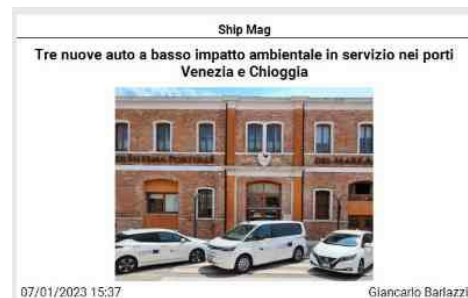 Ship Mag
Tre nuove auto a basso impatto ambientale in servizio nei porti
Venezia e Chioggia
07/01/2023 15:37
Giancarlo Barlazzi